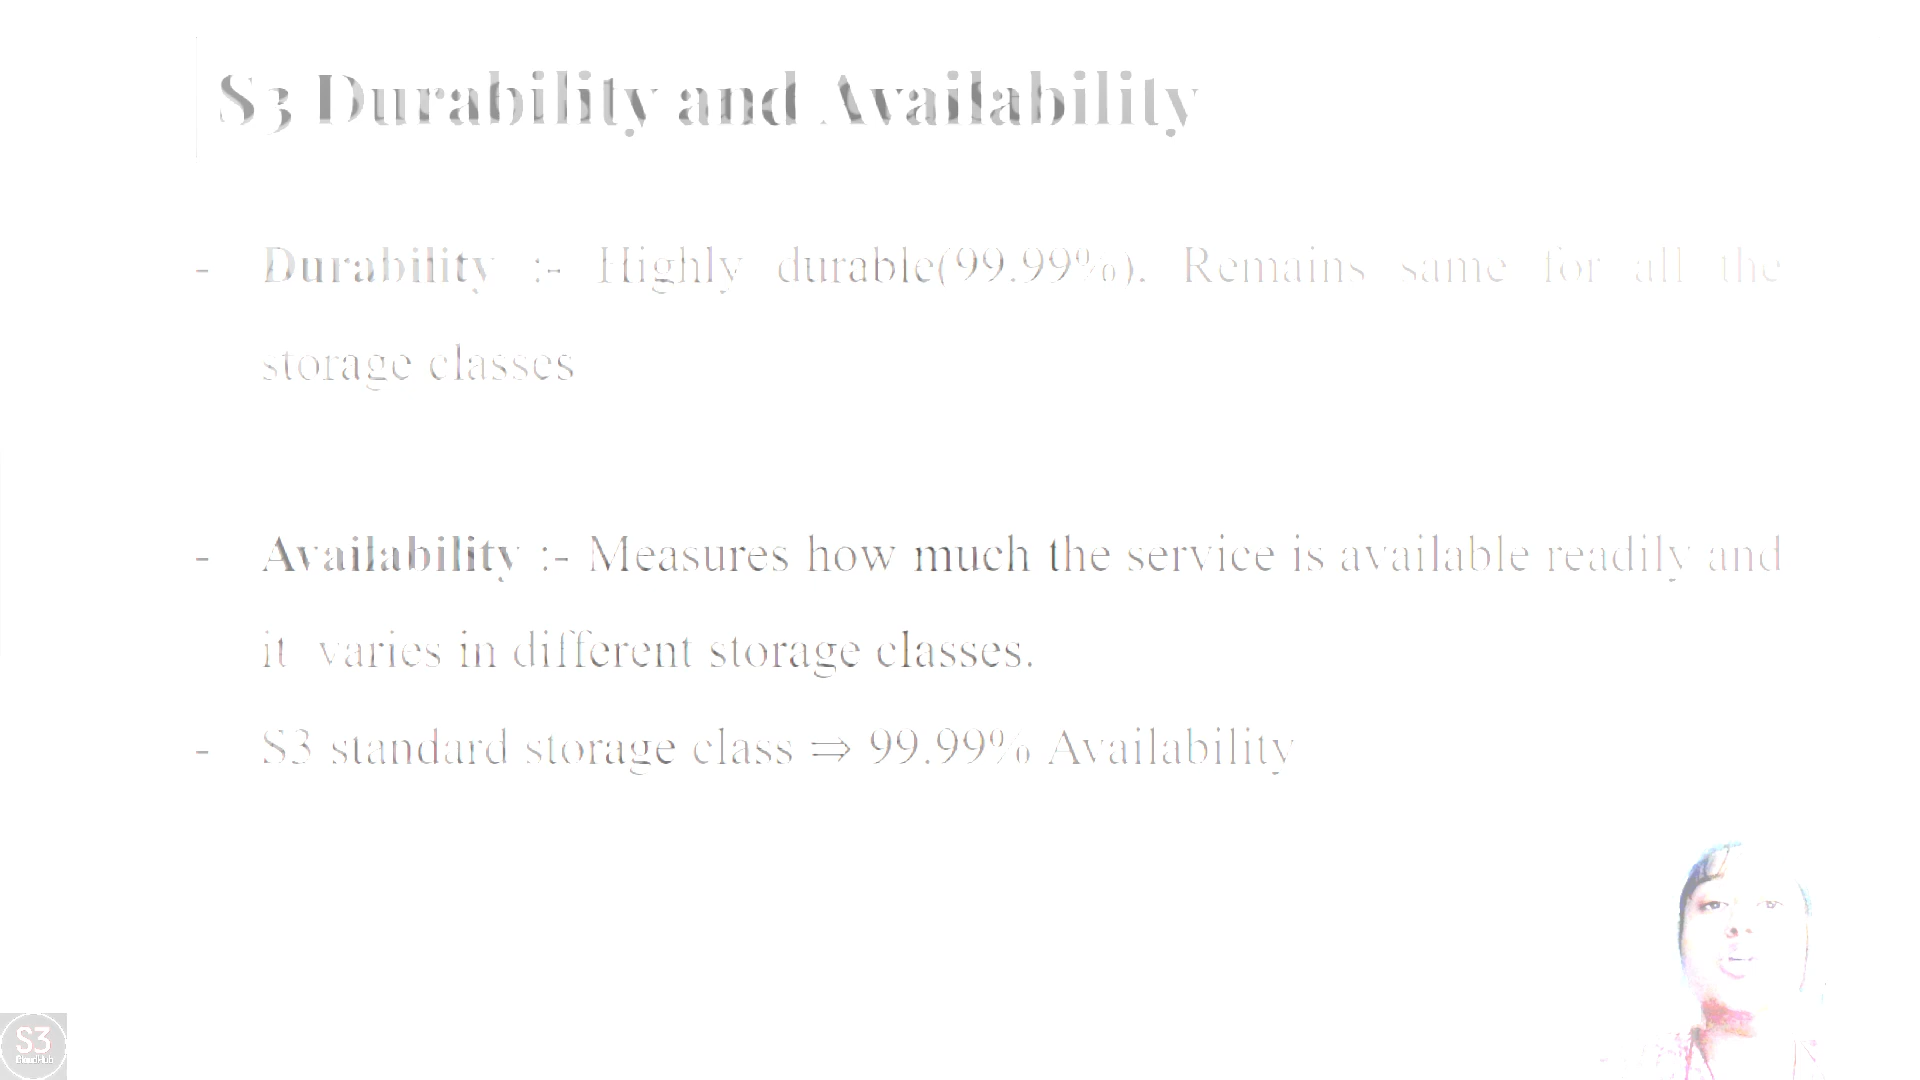 S3 Durability and Availability
- Durability :- Highly durable(99.99%). Remains same for all the
storage classes
- Availability :- Measures how much the service is available readily and
it varies in different storage classes.
- S3 standard storage class ⇒ 99.99% Availability
S3
CloudHub